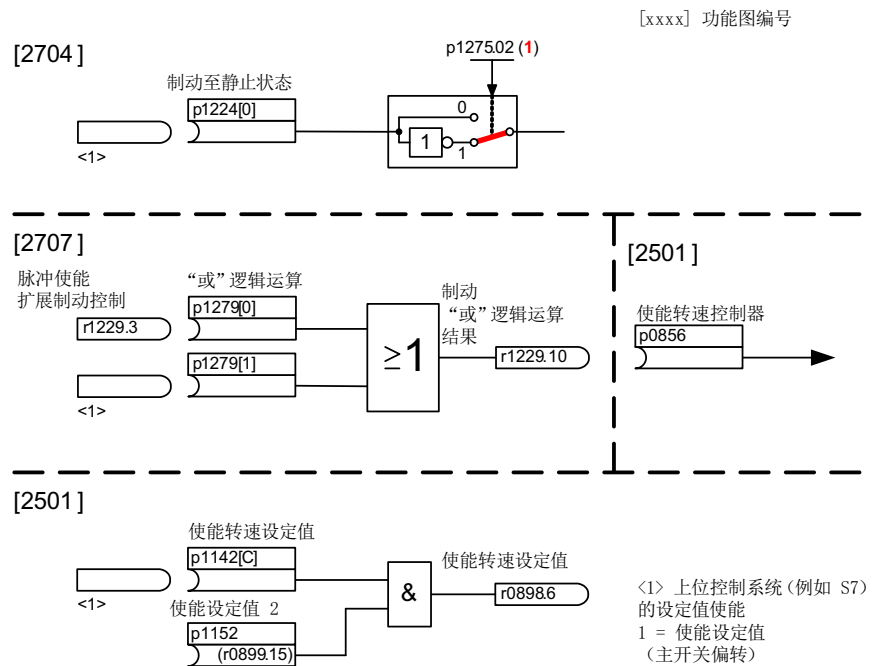 [xxxx] 功能图编号
[2704]
p1275.02 (1)
制动至静止状态
p1224[0]
0
1
1
<1>
[2707]
[2501]
脉冲使能
扩展制动控制
“或”逻辑运算
制动
“或”逻辑运算
结果
使能转速控制器
r1229.3
p1279[0]
p0856
≥1
r1229.10
p1279[1]
<1>
[2501]
使能转速设定值
p1142[C]
使能转速设定值
&
r0898.6
<1>
使能设定值 2
p1152
(r0899.15)
<1> 上位控制系统（例如 S7）
的设定值使能
1 = 使能设定值
（主开关偏转）